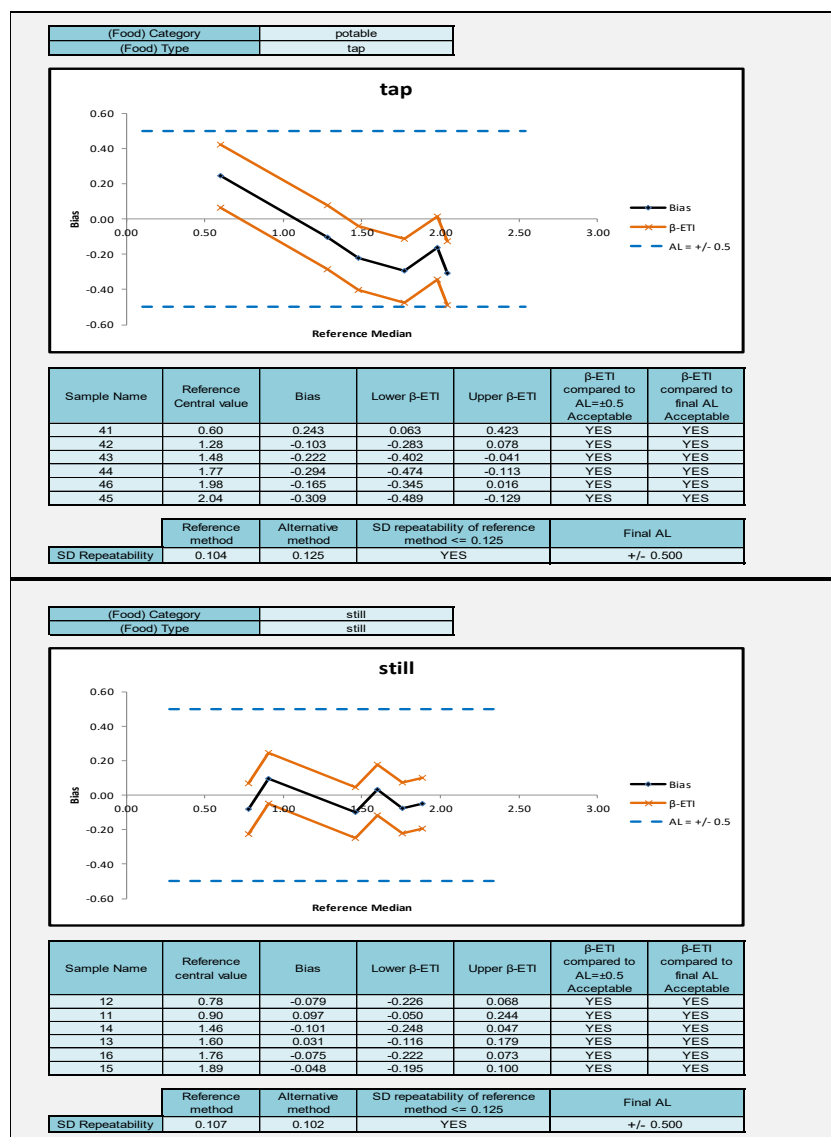 (Food) Category potable
(Food) Type tap
tap
0.60
0.40
0.20
0.00
-0.20
-0.40
-0.60
0.00 0.50 1.00 1.50 2.00 2.50 3.00
Bias
Reference Median
Bias
β-ETI
AL = +/- 0.5
Sample Name Reference Central value Bias Lower β-ETI Upper β-ETI β-ETI compared to AL=±0.5 Acceptable β-ETI compared to final AL Acceptable
41 0.60 0.243 0.063 0.423 YES YES
42 1.28 -0.103 -0.283 0.078 YES YES
43 1.48 -0.222 -0.402 -0.041 YES YES
44 1.77 -0.294 -0.474 -0.113 YES YES
46 1.98 -0.165 -0.345 0.016 YES YES
45 2.04 -0.309 -0.489 -0.129 YES YES
Reference method Alternative method SD repeatability of reference method <= 0.125 Final AL
SD Repeatability 0.104 0.125 YES +/- 0.500
(Food) Category still
(Food) Type still
still
0.60
0.40
0.20
0.00
-0.20
-0.40
-0.60
0.00 0.50 1.00 1.50 2.00 2.50 3.00
Bias
Reference Median
Bias
β-ETI
AL = +/- 0.5
Sample Name Reference central value Bias Lower β-ETI Upper β-ETI β-ETI compared to AL=±0.5 Acceptable β-ETI compared to final AL Acceptable
12 0.78 -0.079 -0.226 0.068 YES YES
11 0.90 0.097 -0.050 0.244 YES YES
14 1.46 -0.101 -0.248 0.047 YES YES
13 1.60 0.031 -0.116 0.179 YES YES
16 1.76 -0.075 -0.222 0.073 YES YES
15 1.89 -0.048 -0.195 0.100 YES YES
Reference method Alternative method SD repeatability of reference method <= 0.125 Final AL
SD Repeatability 0.107 0.102 YES +/- 0.500